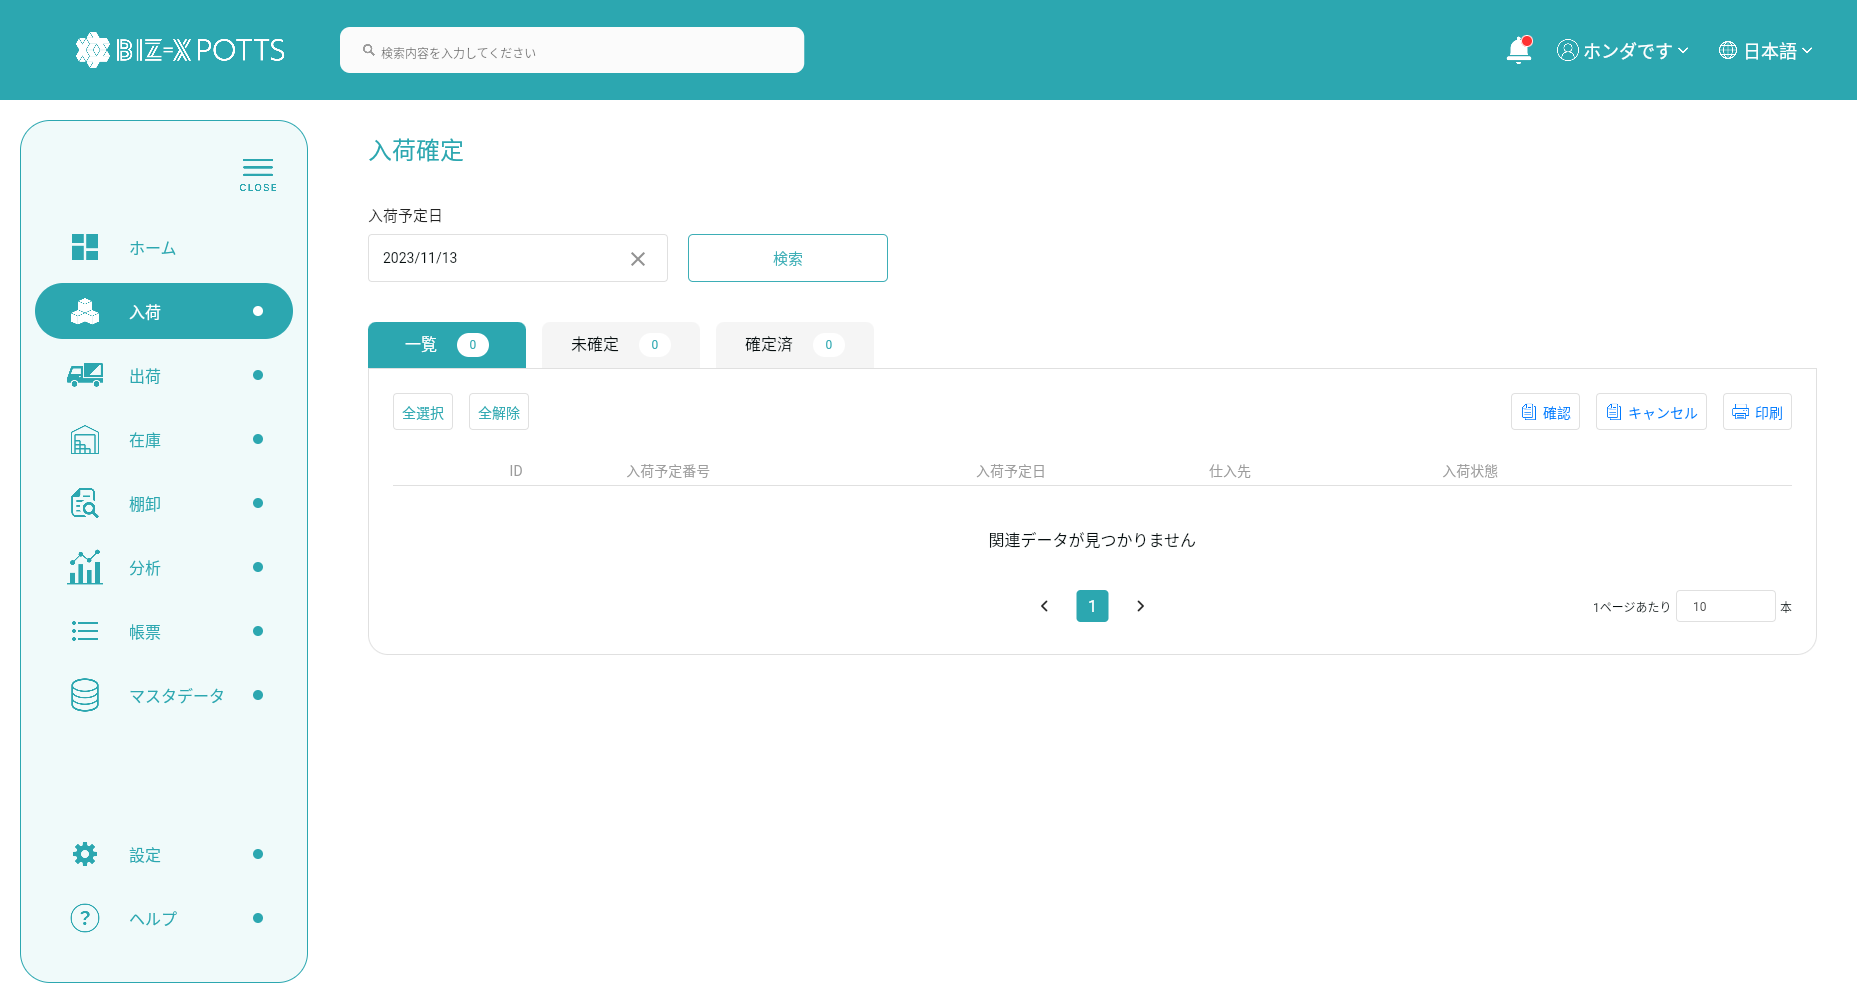 BIZ-X POTTS
検索内容を入力してください
ホンダです
日本語
CLOSE
ホーム
入荷
出荷
在庫
棚卸
分析
帳票
マスタデータ
設定
? ヘルプ
入荷確定
入荷予定日
2023/11/13
検索
一覧 0
未確定 0
確定済 0
全選択 全解除
確認 キャンセル 印刷
ID 入荷予定番号 入荷予定日 仕入先 入荷状態
関連データが見つかりません
1
1ページあたり 10 本